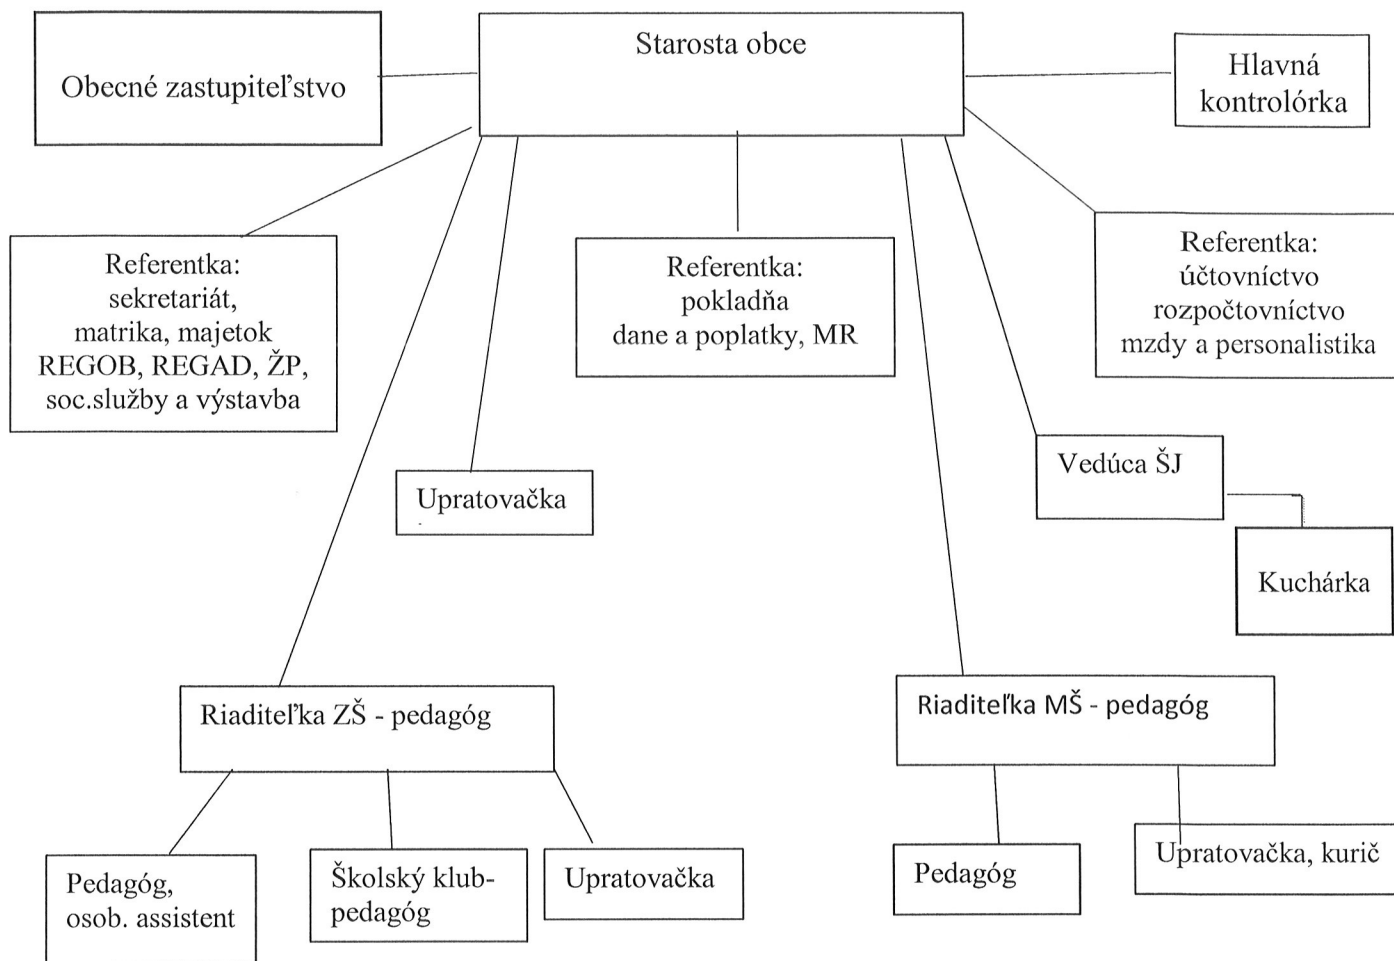 Starosta obce
Obecné zastupiteľstvo
Hlavná
kontrolórka
Referentka:
sekretariát,
matrika, majetok
REGOB, REGAD, ŽP,
soc.služby a výstavba
Referentka:
pokladňa
dane a poplatky, MR
Referentka:
účtovníctvo
rozpočtovníctvo
mzdy a personalistika
Upratovačka
Vedúca ŠJ
Kuchárka
Riaditeľka ZŠ - pedagóg
Riaditeľka MŠ - pedagóg
Pedagóg,
osob. assistent
Školský klub-
pedagóg
Upratovačka
Pedagóg
Upratovačka, kurič